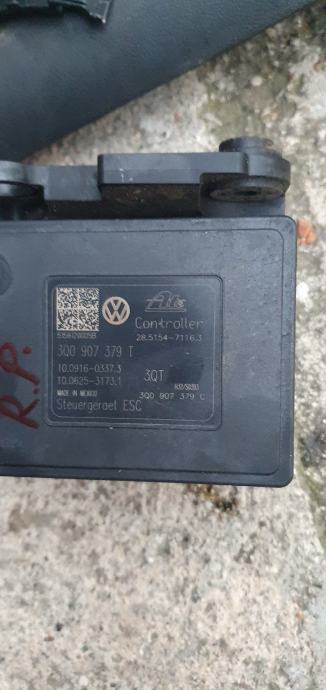 VW
Ate
Controller
28.5154-7116.3
3Q0 907 379 T
10.0916-0337.3
10.0625-3173.1
3QT
MADE IN MEXICO
Steuergeraet ESC
3Q0 907 379 C
R.P.